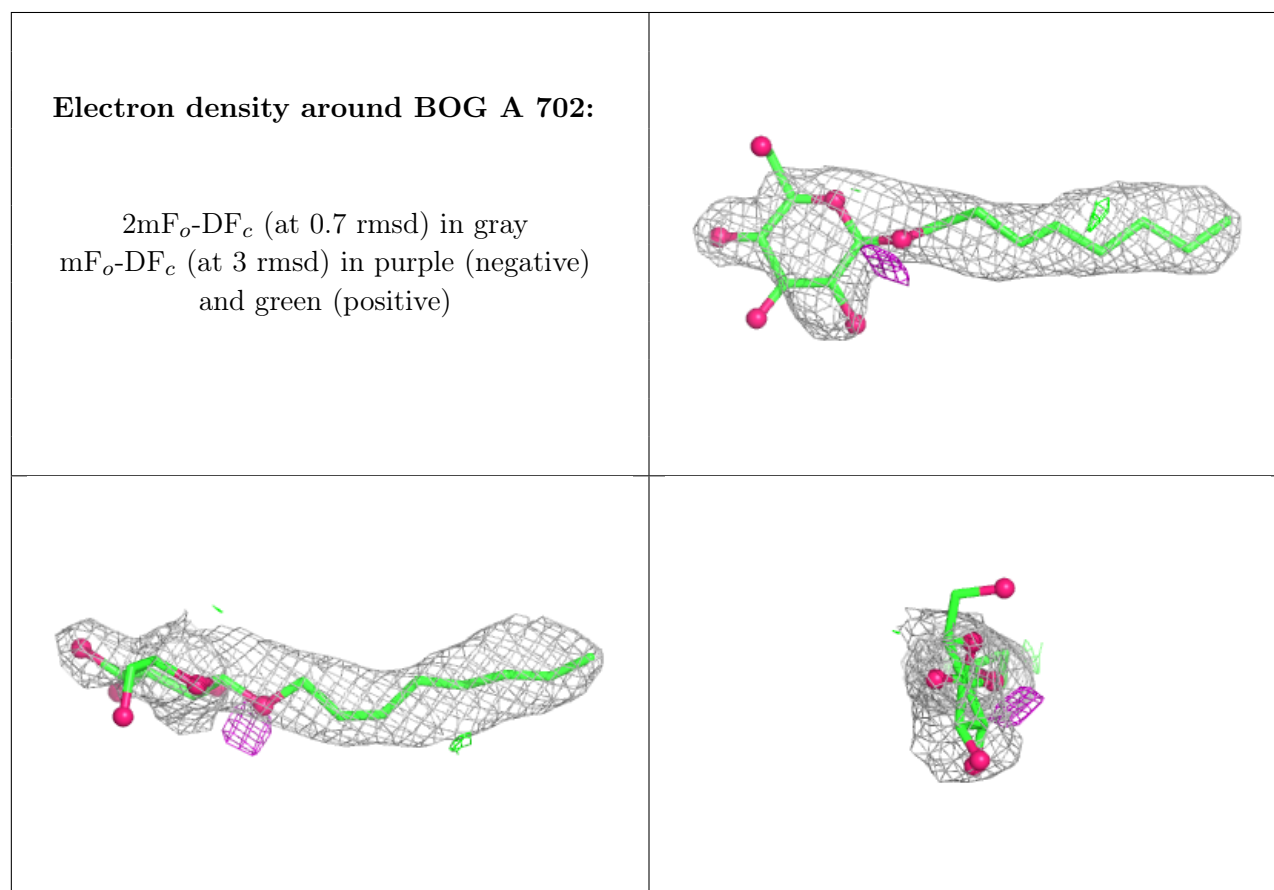 Electron density around BOG A 702:
2mFo-DFc (at 0.7 rmsd) in gray
mFo-DFc (at 3 rmsd) in purple (negative)
and green (positive)